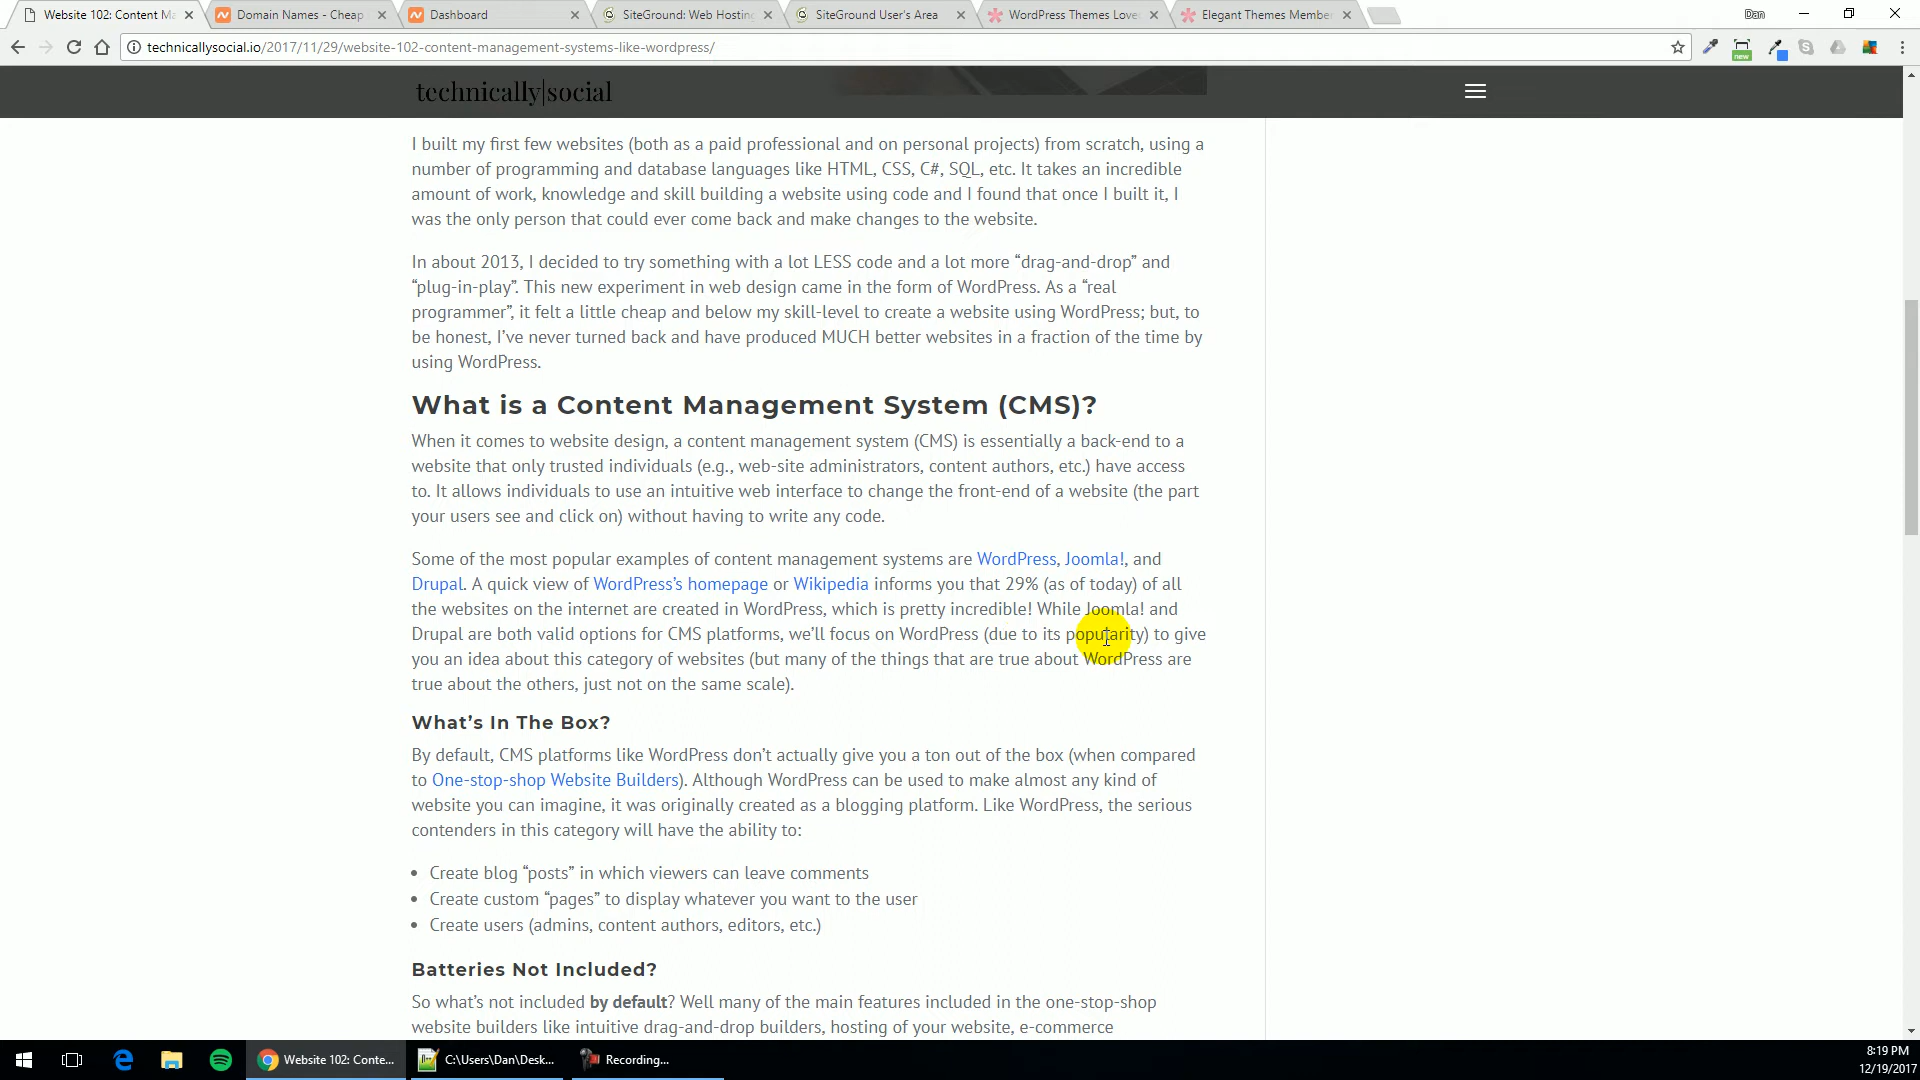 Website 102: Content Ma
Domain Names - Cheap
Dashboard
SiteGround: Web Hosting
SiteGround User's Area
WordPress Themes Love
Elegant Themes Member
Dan
technicallysocial.io/2017/11/29/website-102-content-management-systems-like-wordpress/
new
technically|social
I built my first few websites (both as a paid professional and on personal projects) from scratch, using a
number of programming and database languages like HTML, CSS, C#, SQL, etc. It takes an incredible
amount of work, knowledge and skill building a website using code and I found that once I built it, I
was the only person that could ever come back and make changes to the website.
In about 2013, I decided to try something with a lot LESS code and a lot more “drag-and-drop” and
“plug-in-play”. This new experiment in web design came in the form of WordPress. As a “real
programmer”, it felt a little cheap and below my skill-level to create a website using WordPress; but, to
be honest, I’ve never turned back and have produced MUCH better websites in a fraction of the time by
using WordPress.
What is a Content Management System (CMS)?
When it comes to website design, a content management system (CMS) is essentially a back-end to a
website that only trusted individuals (e.g., web-site administrators, content authors, etc.) have access
to. It allows individuals to use an intuitive web interface to change the front-end of a website (the part
your users see and click on) without having to write any code.
Some of the most popular examples of content management systems are WordPress, Joomla!, and
Drupal. A quick view of WordPress’s homepage or Wikipedia informs you that 29% (as of today) of all
the websites on the internet are created in WordPress, which is pretty incredible! While Joomla! and
Drupal are both valid options for CMS platforms, we’ll focus on WordPress (due to its popularity) to give
you an idea about this category of websites (but many of the things that are true about WordPress are
true about the others, just not on the same scale).
What’s In The Box?
By default, CMS platforms like WordPress don’t actually give you a ton out of the box (when compared
to One-stop-shop Website Builders). Although WordPress can be used to make almost any kind of
website you can imagine, it was originally created as a blogging platform. Like WordPress, the serious
contenders in this category will have the ability to:
• Create blog “posts” in which viewers can leave comments
• Create custom “pages” to display whatever you want to the user
• Create users (admins, content authors, editors, etc.)
Batteries Not Included?
So what’s not included by default? Well many of the main features included in the one-stop-shop
website builders like intuitive drag-and-drop builders, hosting of your website, e-commerce
Website 102: Conte...
C:\Users\Dan\Desk...
Recording...
8:19 PM
12/19/2017